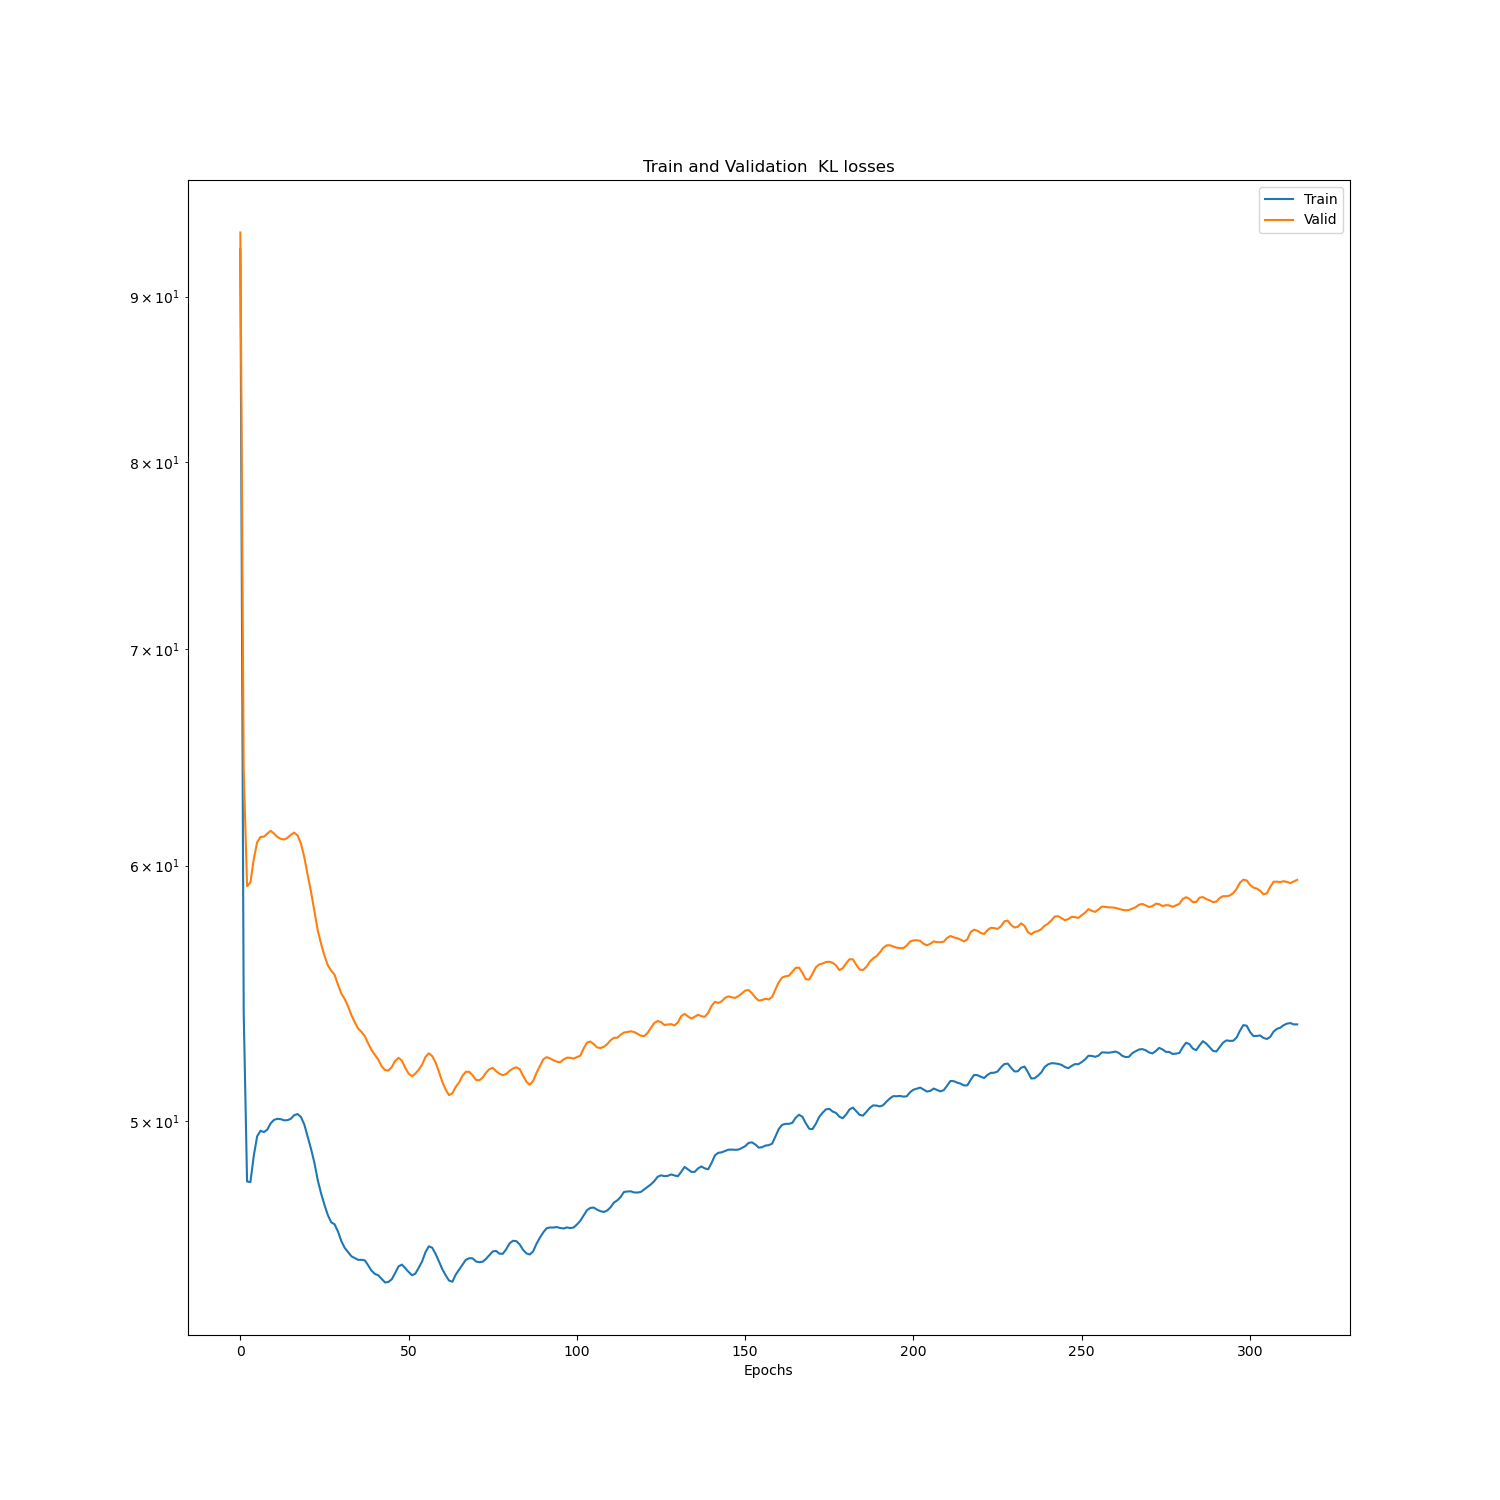 Train and Validation  KL losses
Train
Valid
9 × 10¹
8 × 10¹
7 × 10¹
6 × 10¹
5 × 10¹
0 50 100 150 200 250 300
Epochs